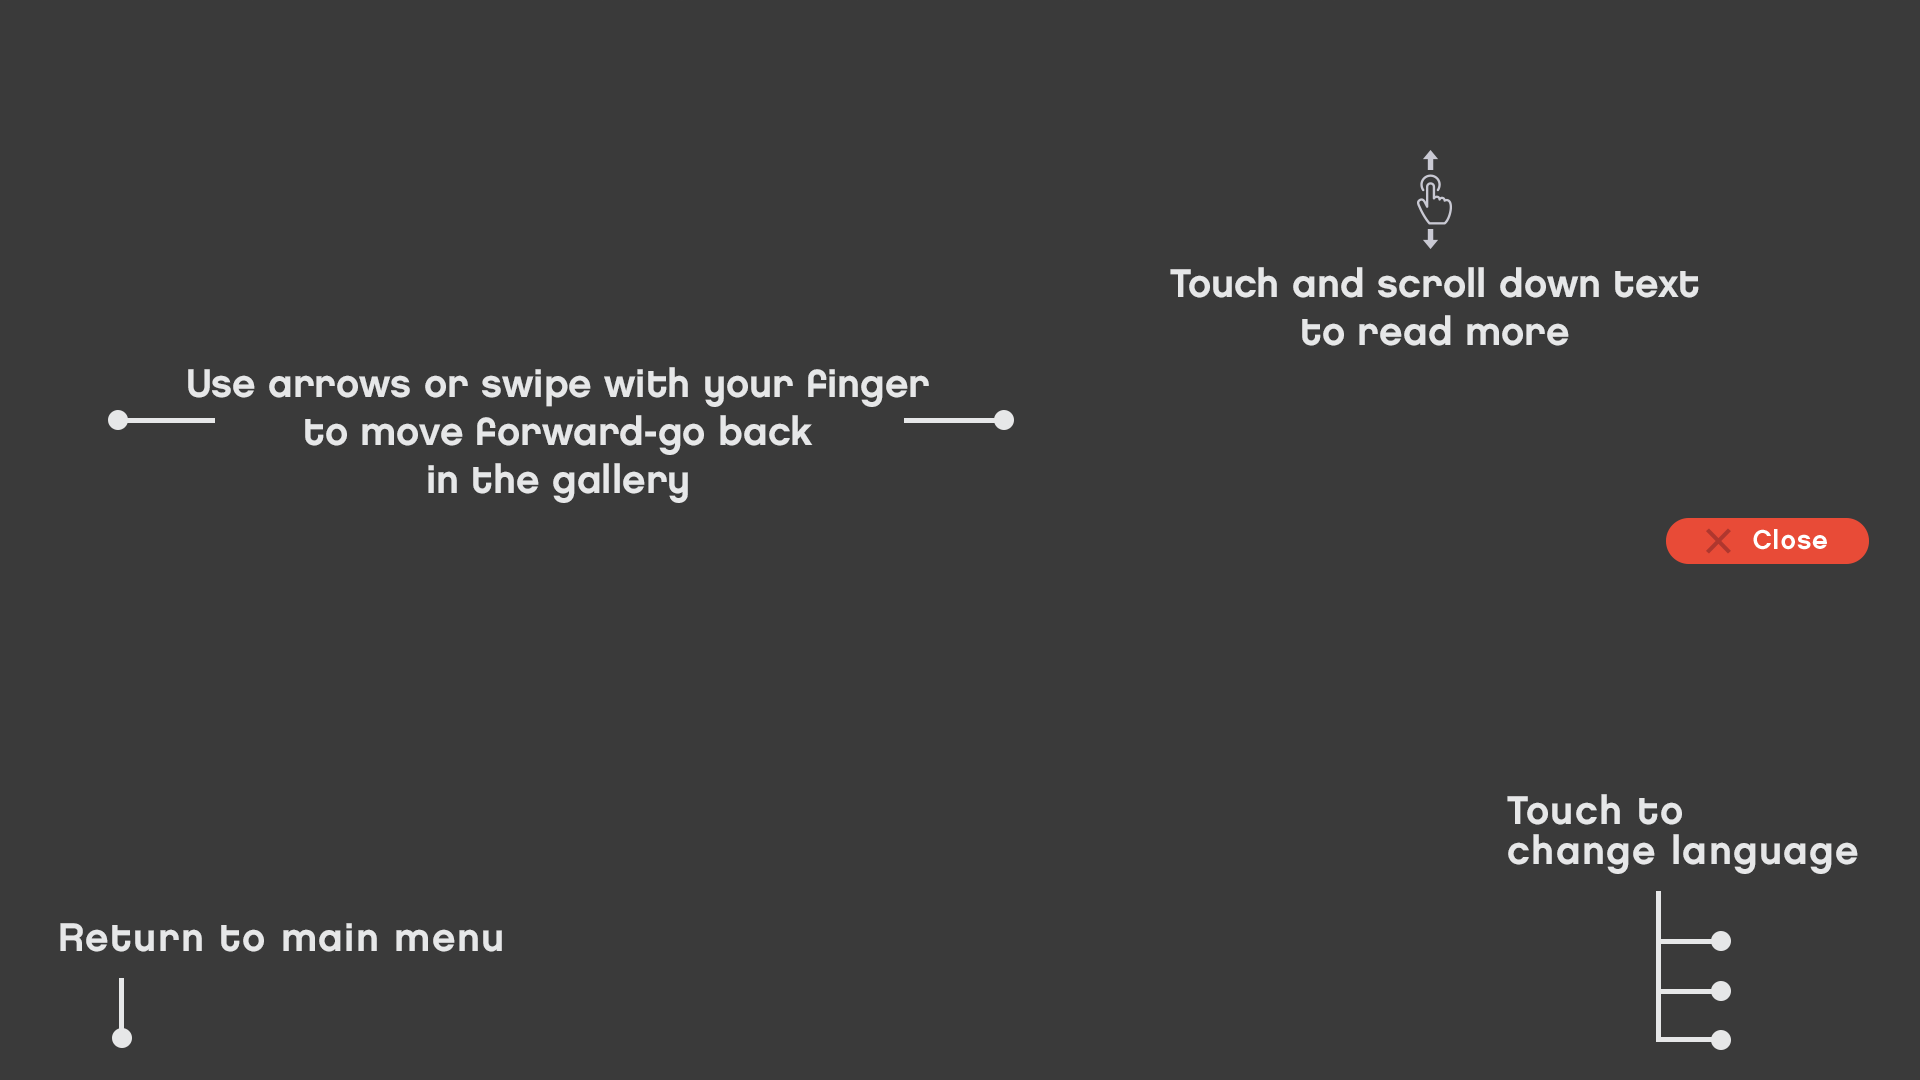 Touch and scroll down text
to read more
Use arrows or swipe with your finger
to move forward-go back
in the gallery
Close
Touch to
change language
Return to main menu